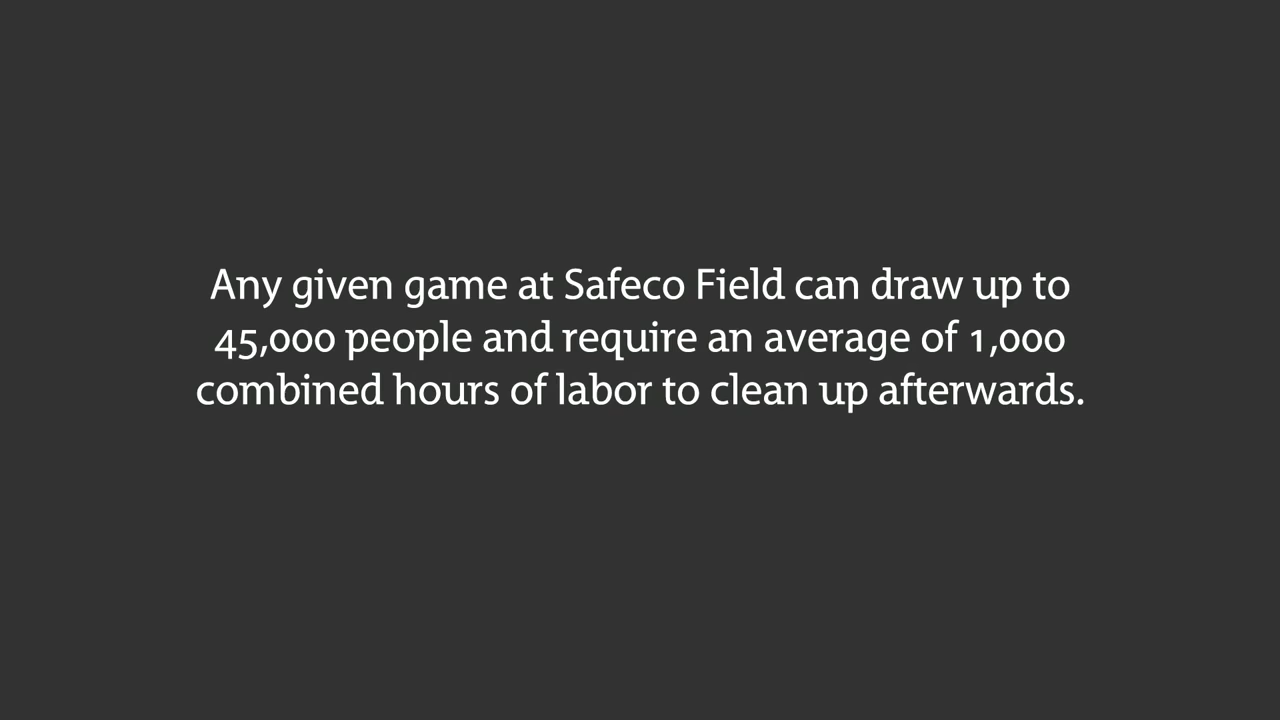 Any given game at Safeco Field can draw up to
45,000 people and require an average of 1,000
combined hours of labor to clean up afterwards.